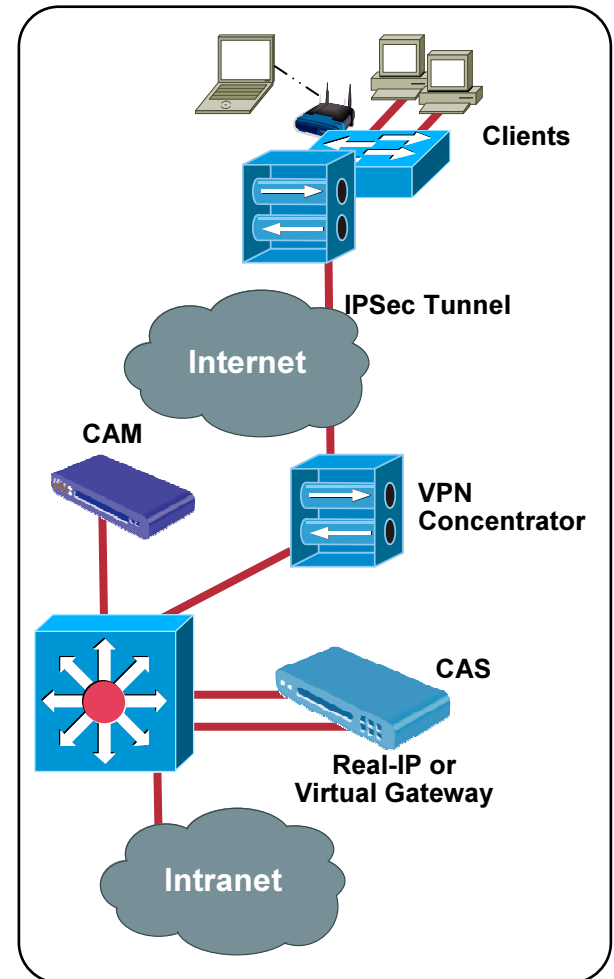 Clients
IPSec Tunnel
Internet
CAM
VPN
Concentrator
CAS
Real-IP or
Virtual Gateway
Intranet